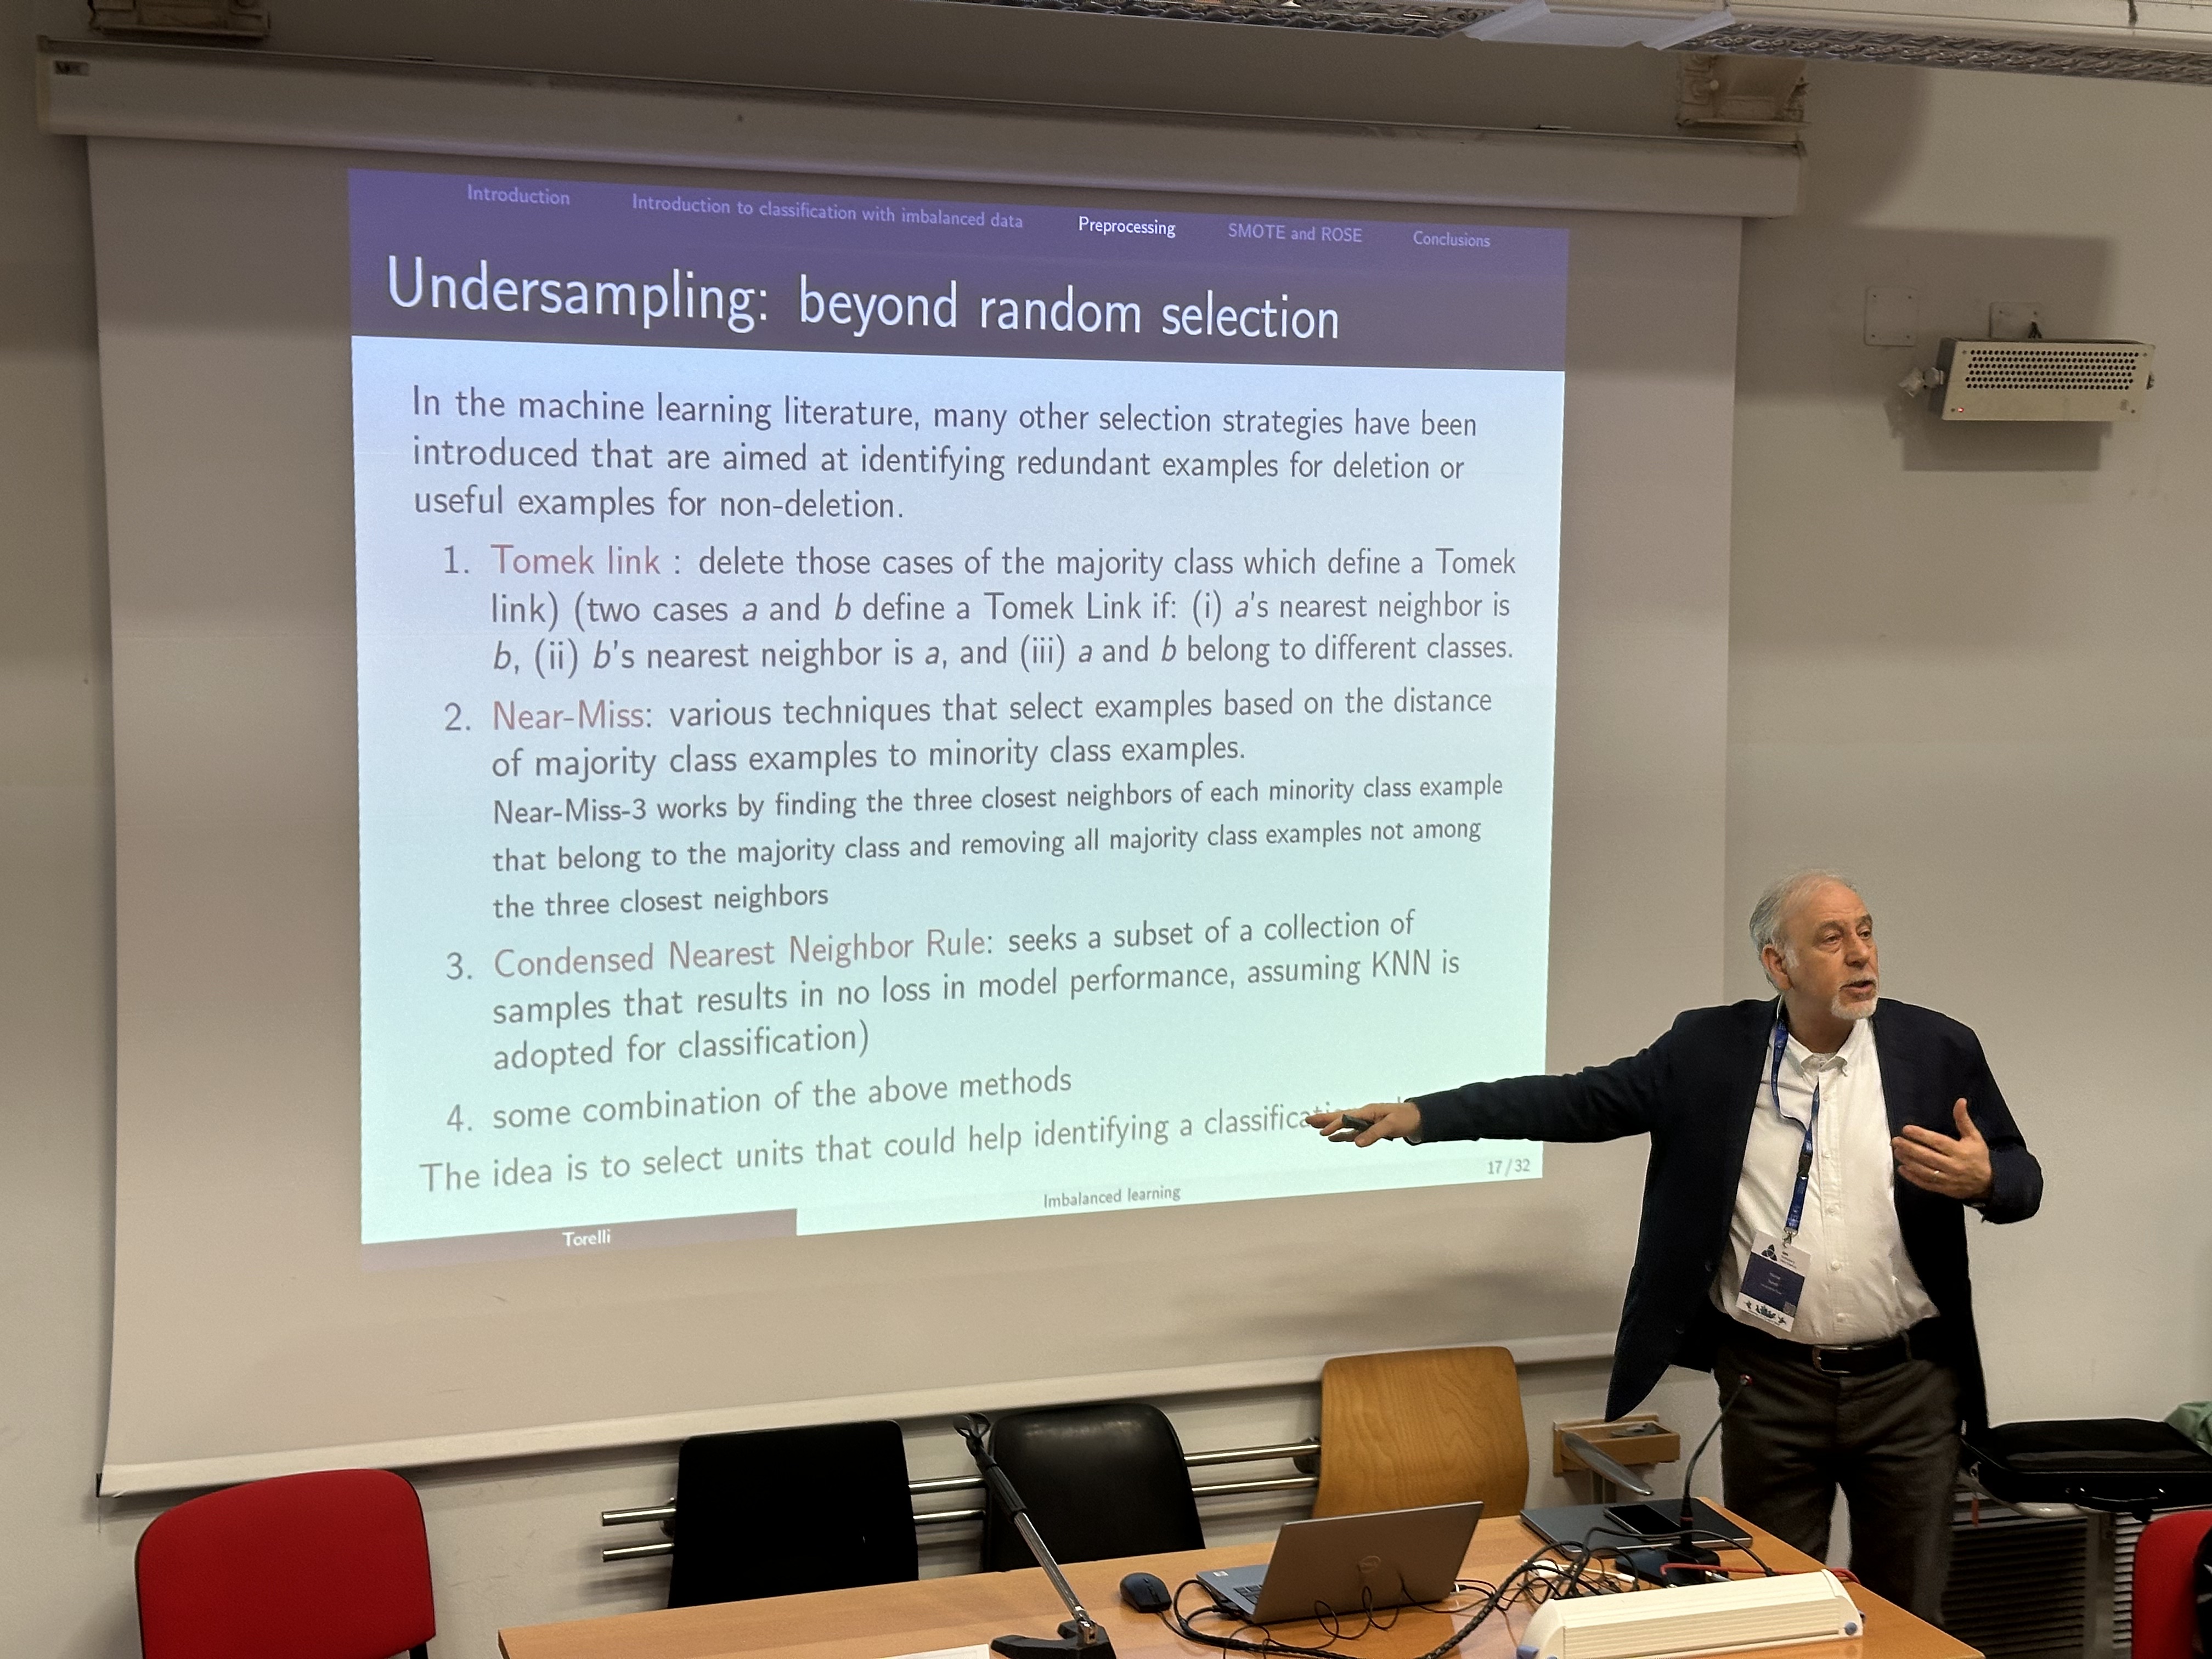 Introduction
Introduction to classification with imbalanced data
Preprocessing
SMOTE and ROSE
Conclusions
Undersampling: beyond random selection
In the machine learning literature, many other selection strategies have been
introduced that are aimed at identifying redundant examples for deletion or
useful examples for non-deletion.
1. Tomek link : delete those cases of the majority class which define a Tomek
link) (two cases a and b define a Tomek Link if: (i) a's nearest neighbor is
b, (ii) b's nearest neighbor is a, and (iii) a and b belong to different classes.
2. Near-Miss: various techniques that select examples based on the distance
of majority class examples to minority class examples.
Near-Miss-3 works by finding the three closest neighbors of each minority class example
that belong to the majority class and removing all majority class examples not among
the three closest neighbors
3. Condensed Nearest Neighbor Rule: seeks a subset of a collection of
samples that results in no loss in model performance, assuming KNN is
adopted for classification)
4. some combination of the above methods
The idea is to select units that could help identifying a
17/32
Torelli
Imbalanced learning